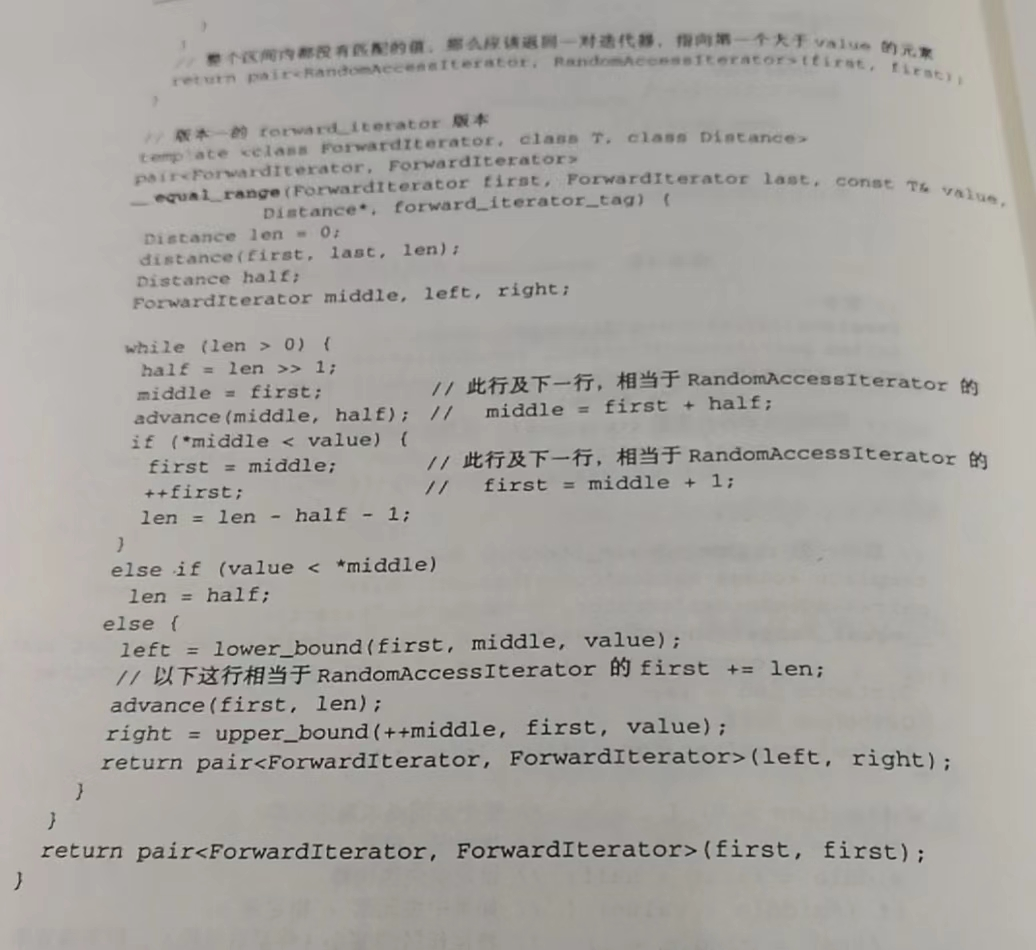 }
}
// 整个区间内都没有匹配的值，那么应该返回一对迭代器，指向第一个大于 value 的元素
return pair<RandomAccessIterator, RandomAccessIterator>(first, first);
}
// 版本一的 forward_iterator 版本
template <class ForwardIterator, class T, class Distance>
pair<ForwardIterator, ForwardIterator>
__equal_range(ForwardIterator first, ForwardIterator last, const T& value,
Distance*, forward_iterator_tag) {
Distance len = 0;
distance(first, last, len);
Distance half;
ForwardIterator middle, left, right;
while (len > 0) {
half = len >> 1;
middle = first; // 此行及下一行，相当于 RandomAccessIterator 的
advance(middle, half); // middle = first + half;
if (*middle < value) {
first = middle; // 此行及下一行，相当于 RandomAccessIterator 的
++first; // first = middle + 1;
len = len - half - 1;
}
else if (value < *middle)
len = half;
else {
left = lower_bound(first, middle, value);
// 以下这行相当于 RandomAccessIterator 的 first += len;
advance(first, len);
right = upper_bound(++middle, first, value);
return pair<ForwardIterator, ForwardIterator>(left, right);
}
}
return pair<ForwardIterator, ForwardIterator>(first, first);
}